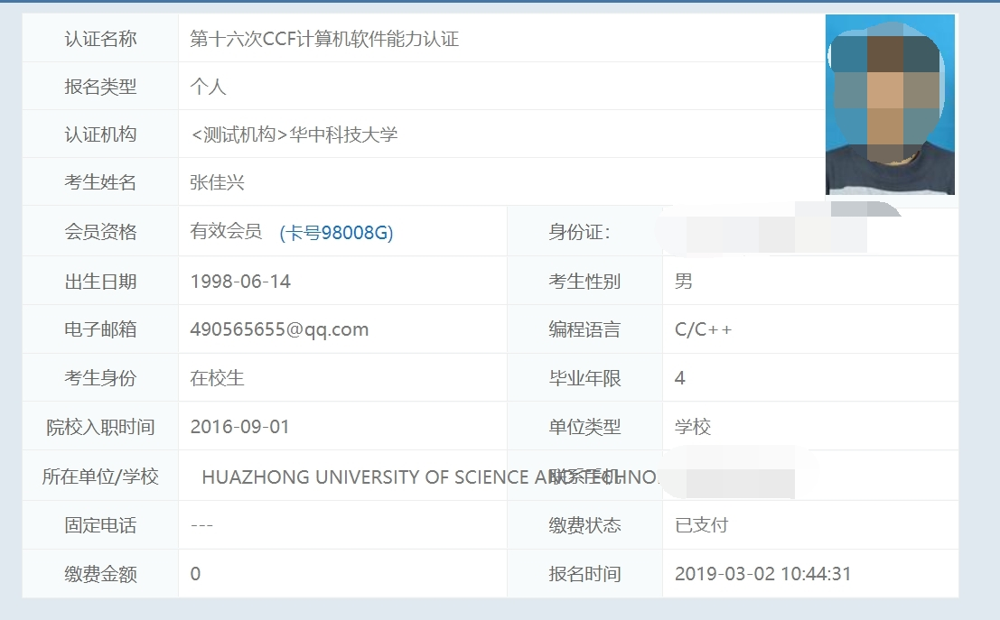 认证名称 第十六次CCF计算机软件能力认证
报名类型 个人
认证机构 <测试机构>华中科技大学
考生姓名 张佳兴
会员资格 有效会员 (卡号98008G) 身份证：
出生日期 1998-06-14 考生性别 男
电子邮箱 490565655@qq.com 编程语言 C/C++
考生身份 在校生 毕业年限 4
院校入职时间 2016-09-01 单位类型 学校
所在单位/学校 HUAZHONG UNIVERSITY OF SCIENCE AND TECHNO 联系手机
固定电话 --- 缴费状态 已支付
缴费金额 0 报名时间 2019-03-02 10:44:31